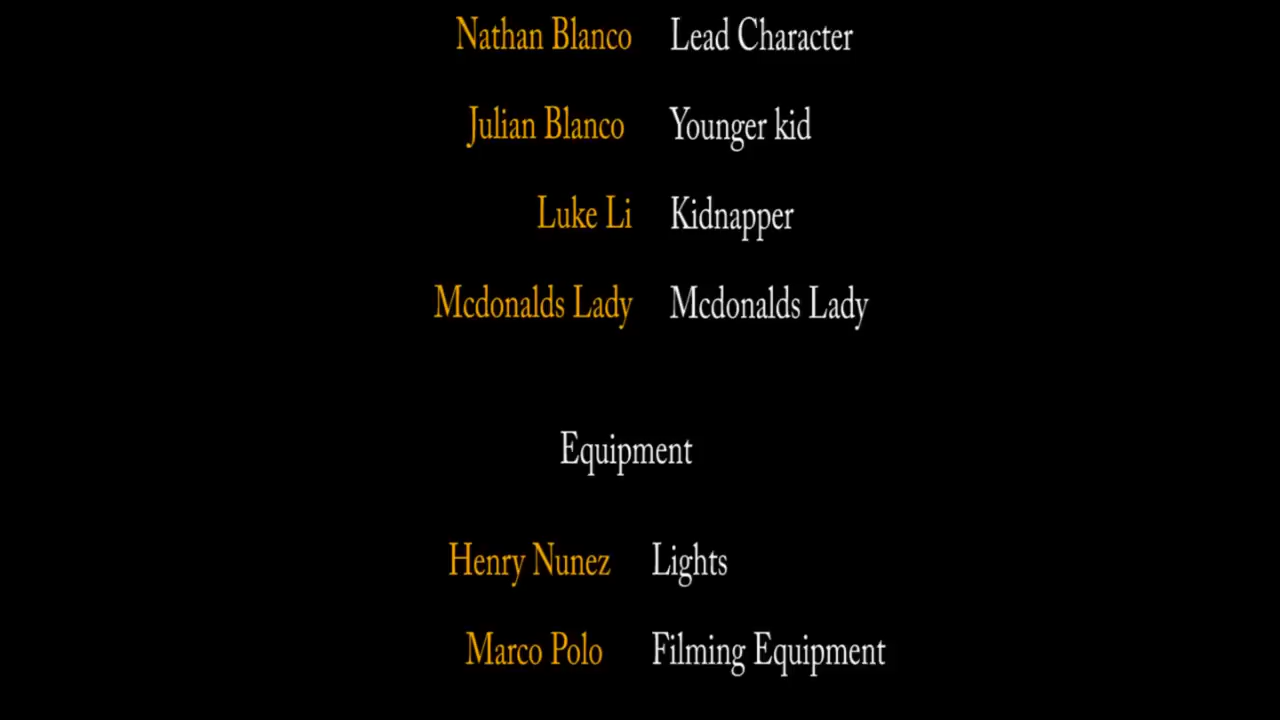 Nathan Blanco Lead Character
Julian Blanco Younger kid
Luke Li Kidnapper
Mcdonalds Lady Mcdonalds Lady
Equipment
Henry Nunez Lights
Marco Polo Filming Equipment